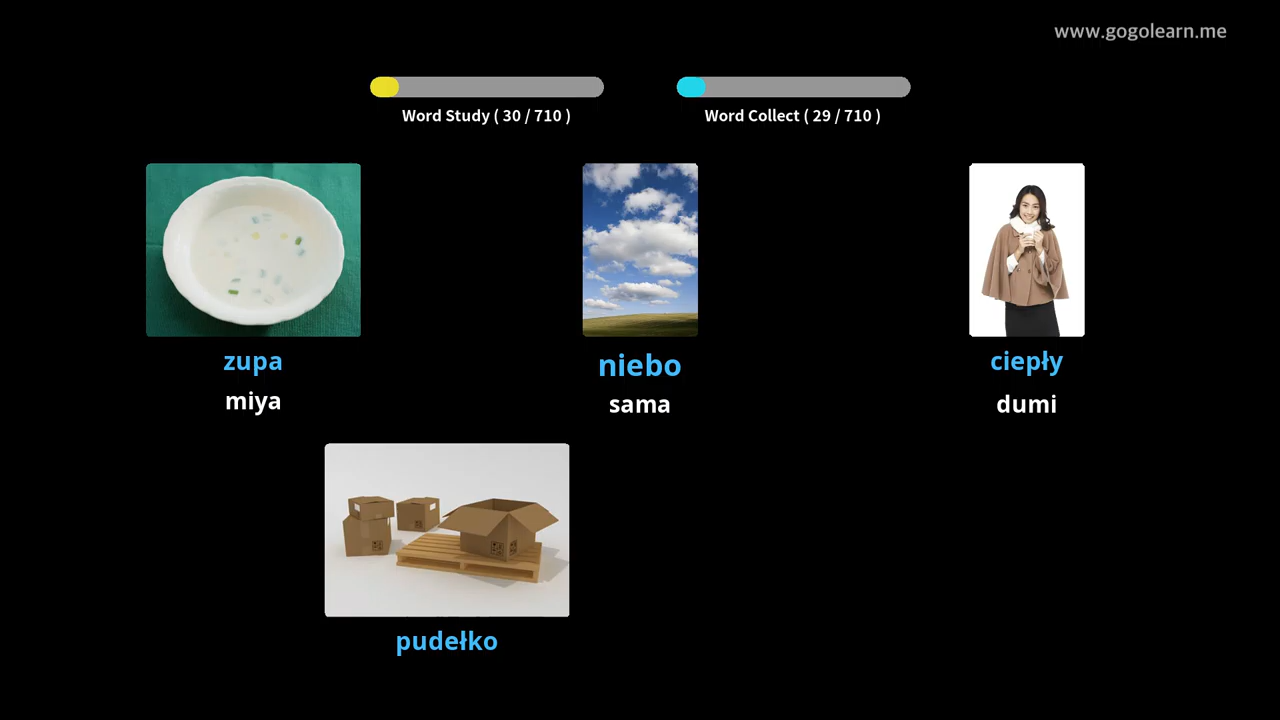 www.gogolearn.me
Word Study ( 30 / 710 )
Word Collect ( 29 / 710 )
zupa
miya
niebo
sama
ciepły
dumi
pudełko